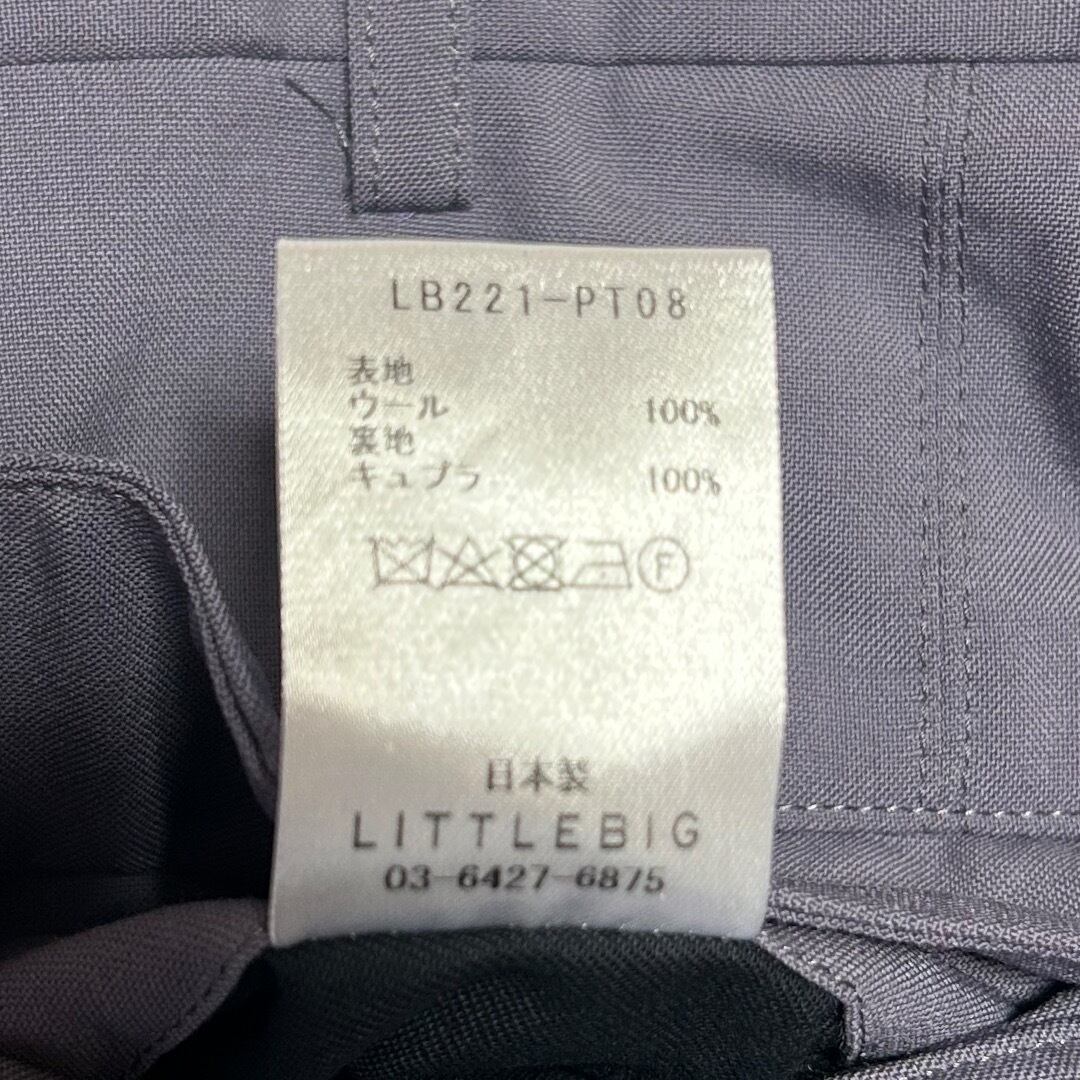 LB221-PT08
表地
ウール 100%
裏地
キュプラ 100%
F
日本製
LITTLEBIG
03-6427-6875